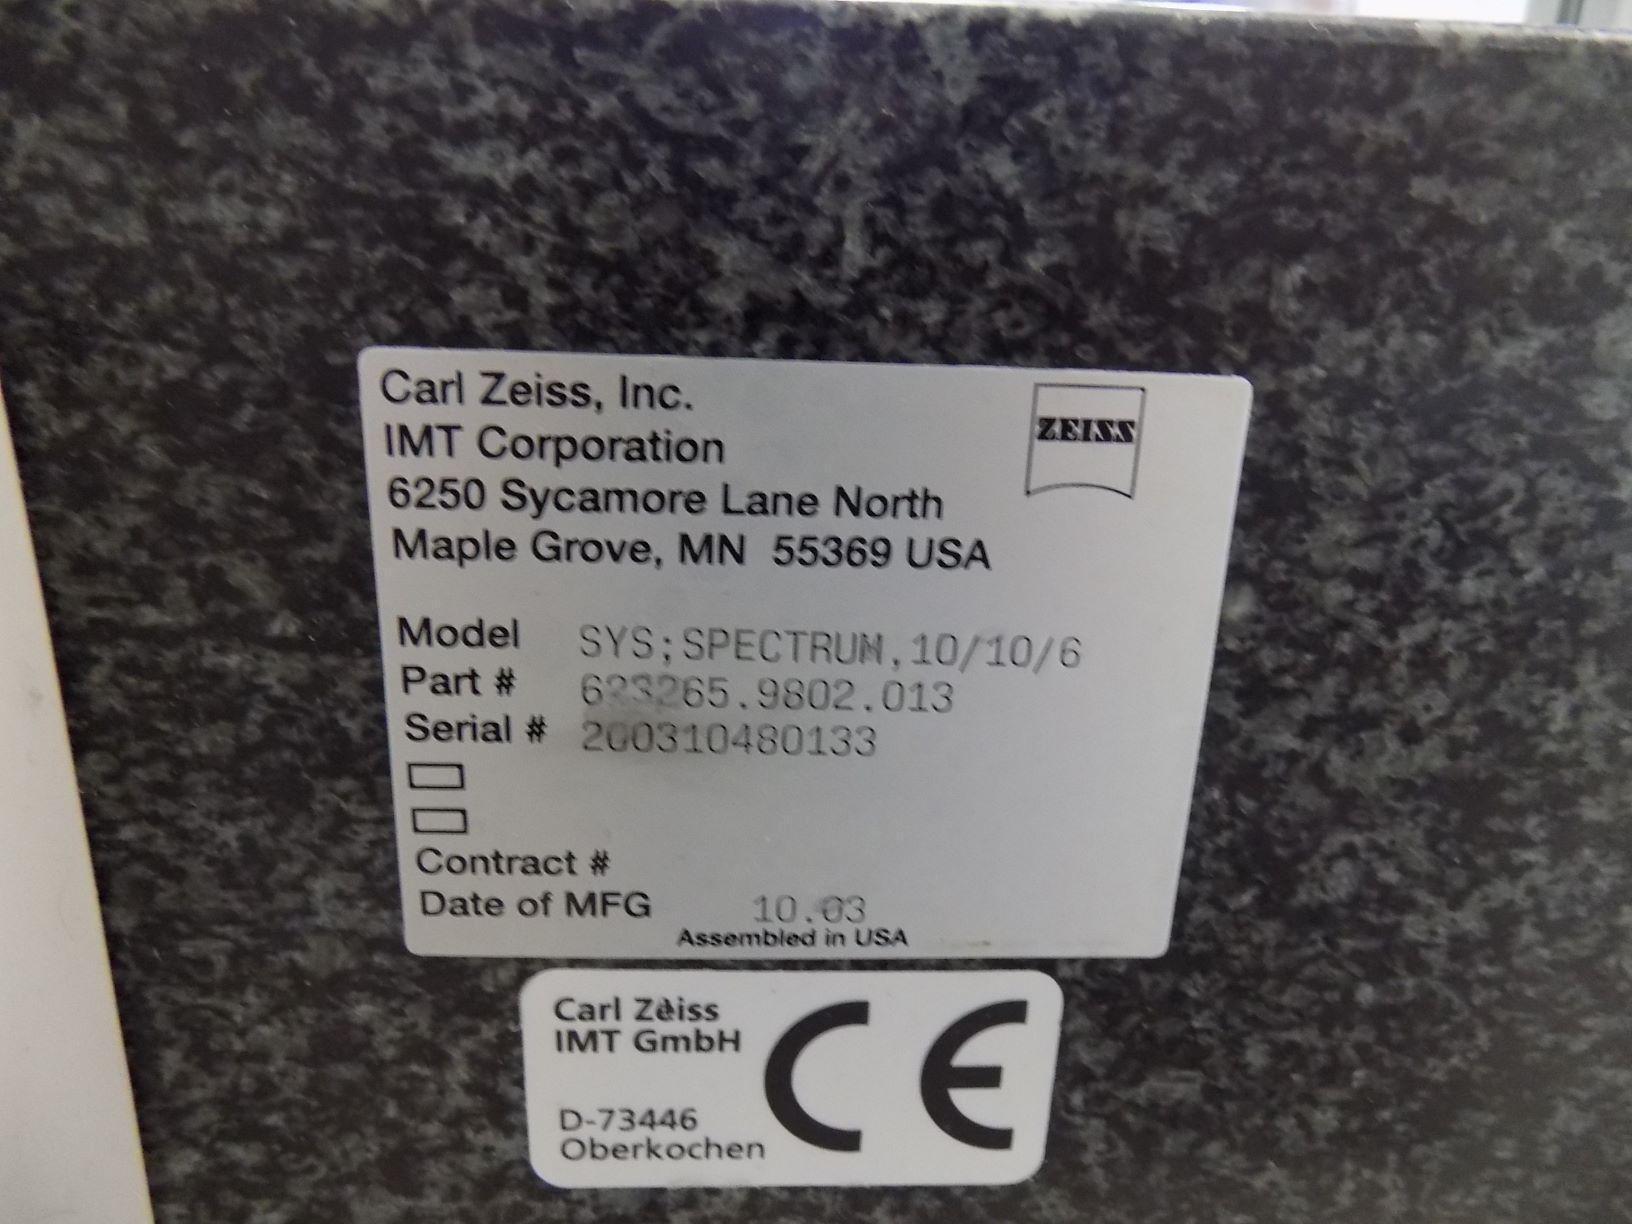 Carl Zeiss, Inc.
IMT Corporation
6250 Sycamore Lane North
Maple Grove, MN 55369 USA
ZEISS
Model SYS;SPECTRUM,10/10/6
Part # 623265.9802.013
Serial # 200310480133
Contract #
Date of MFG 10.03
Assembled in USA
Carl Zeiss
IMT GmbH
D-73446
Oberkochen
CE